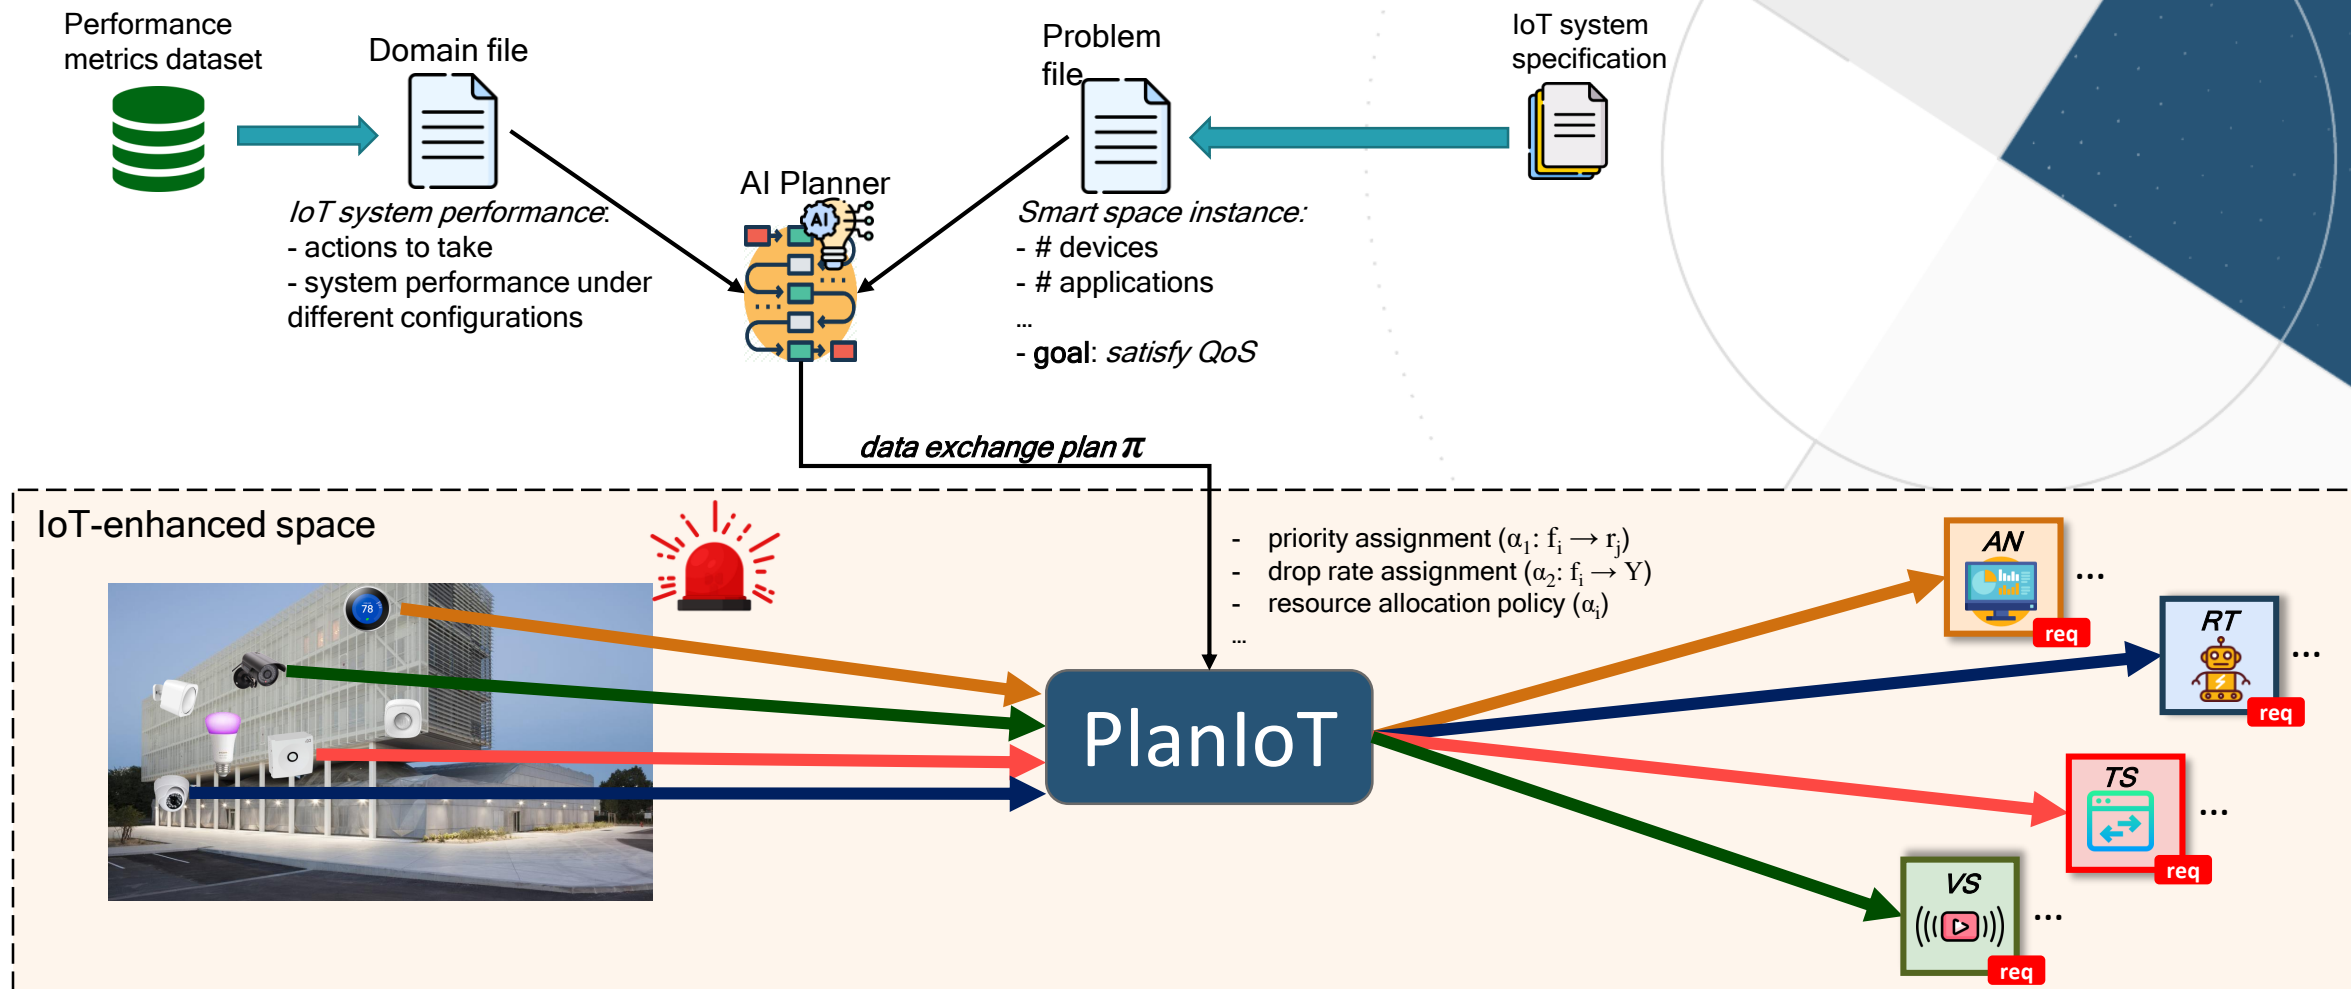 Performance
metrics dataset
Domain file
Problem
file
IoT system
specification
AI Planner
AI
IoT system performance:
- actions to take
- system performance under
different configurations
Smart space instance:
- # devices
- # applications
...
- goal: satisfy QoS
data exchange plan π
IoT-enhanced space
- priority assignment (α₁: fᵢ → rⱼ)
- drop rate assignment (α₂: fᵢ → Y)
- resource allocation policy (αᵢ)
...
78
PlanIoT
AN
...
req
RT
...
req
TS
...
req
VS
...
req